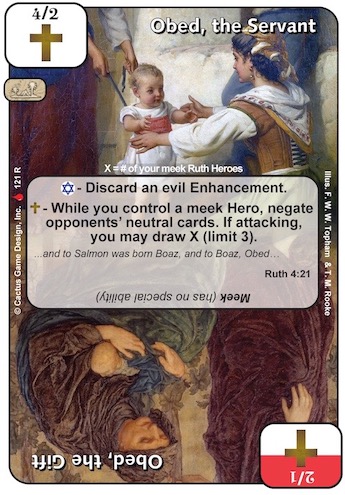 4/2
Obed, the Servant
X = # of your meek Ruth Heroes
- Discard an evil Enhancement.
- While you control a meek Hero, negate
opponents' neutral cards. If attacking,
you may draw X (limit 3).
...and to Salmon was born Boaz, and to Boaz, Obed…
Ruth 4:21
Meek (has no special ability)
© Cactus Game Design, Inc.
121 R
Illus. F. W. W. Topham & T. M. Rooke
Obed, the Gift
2/1